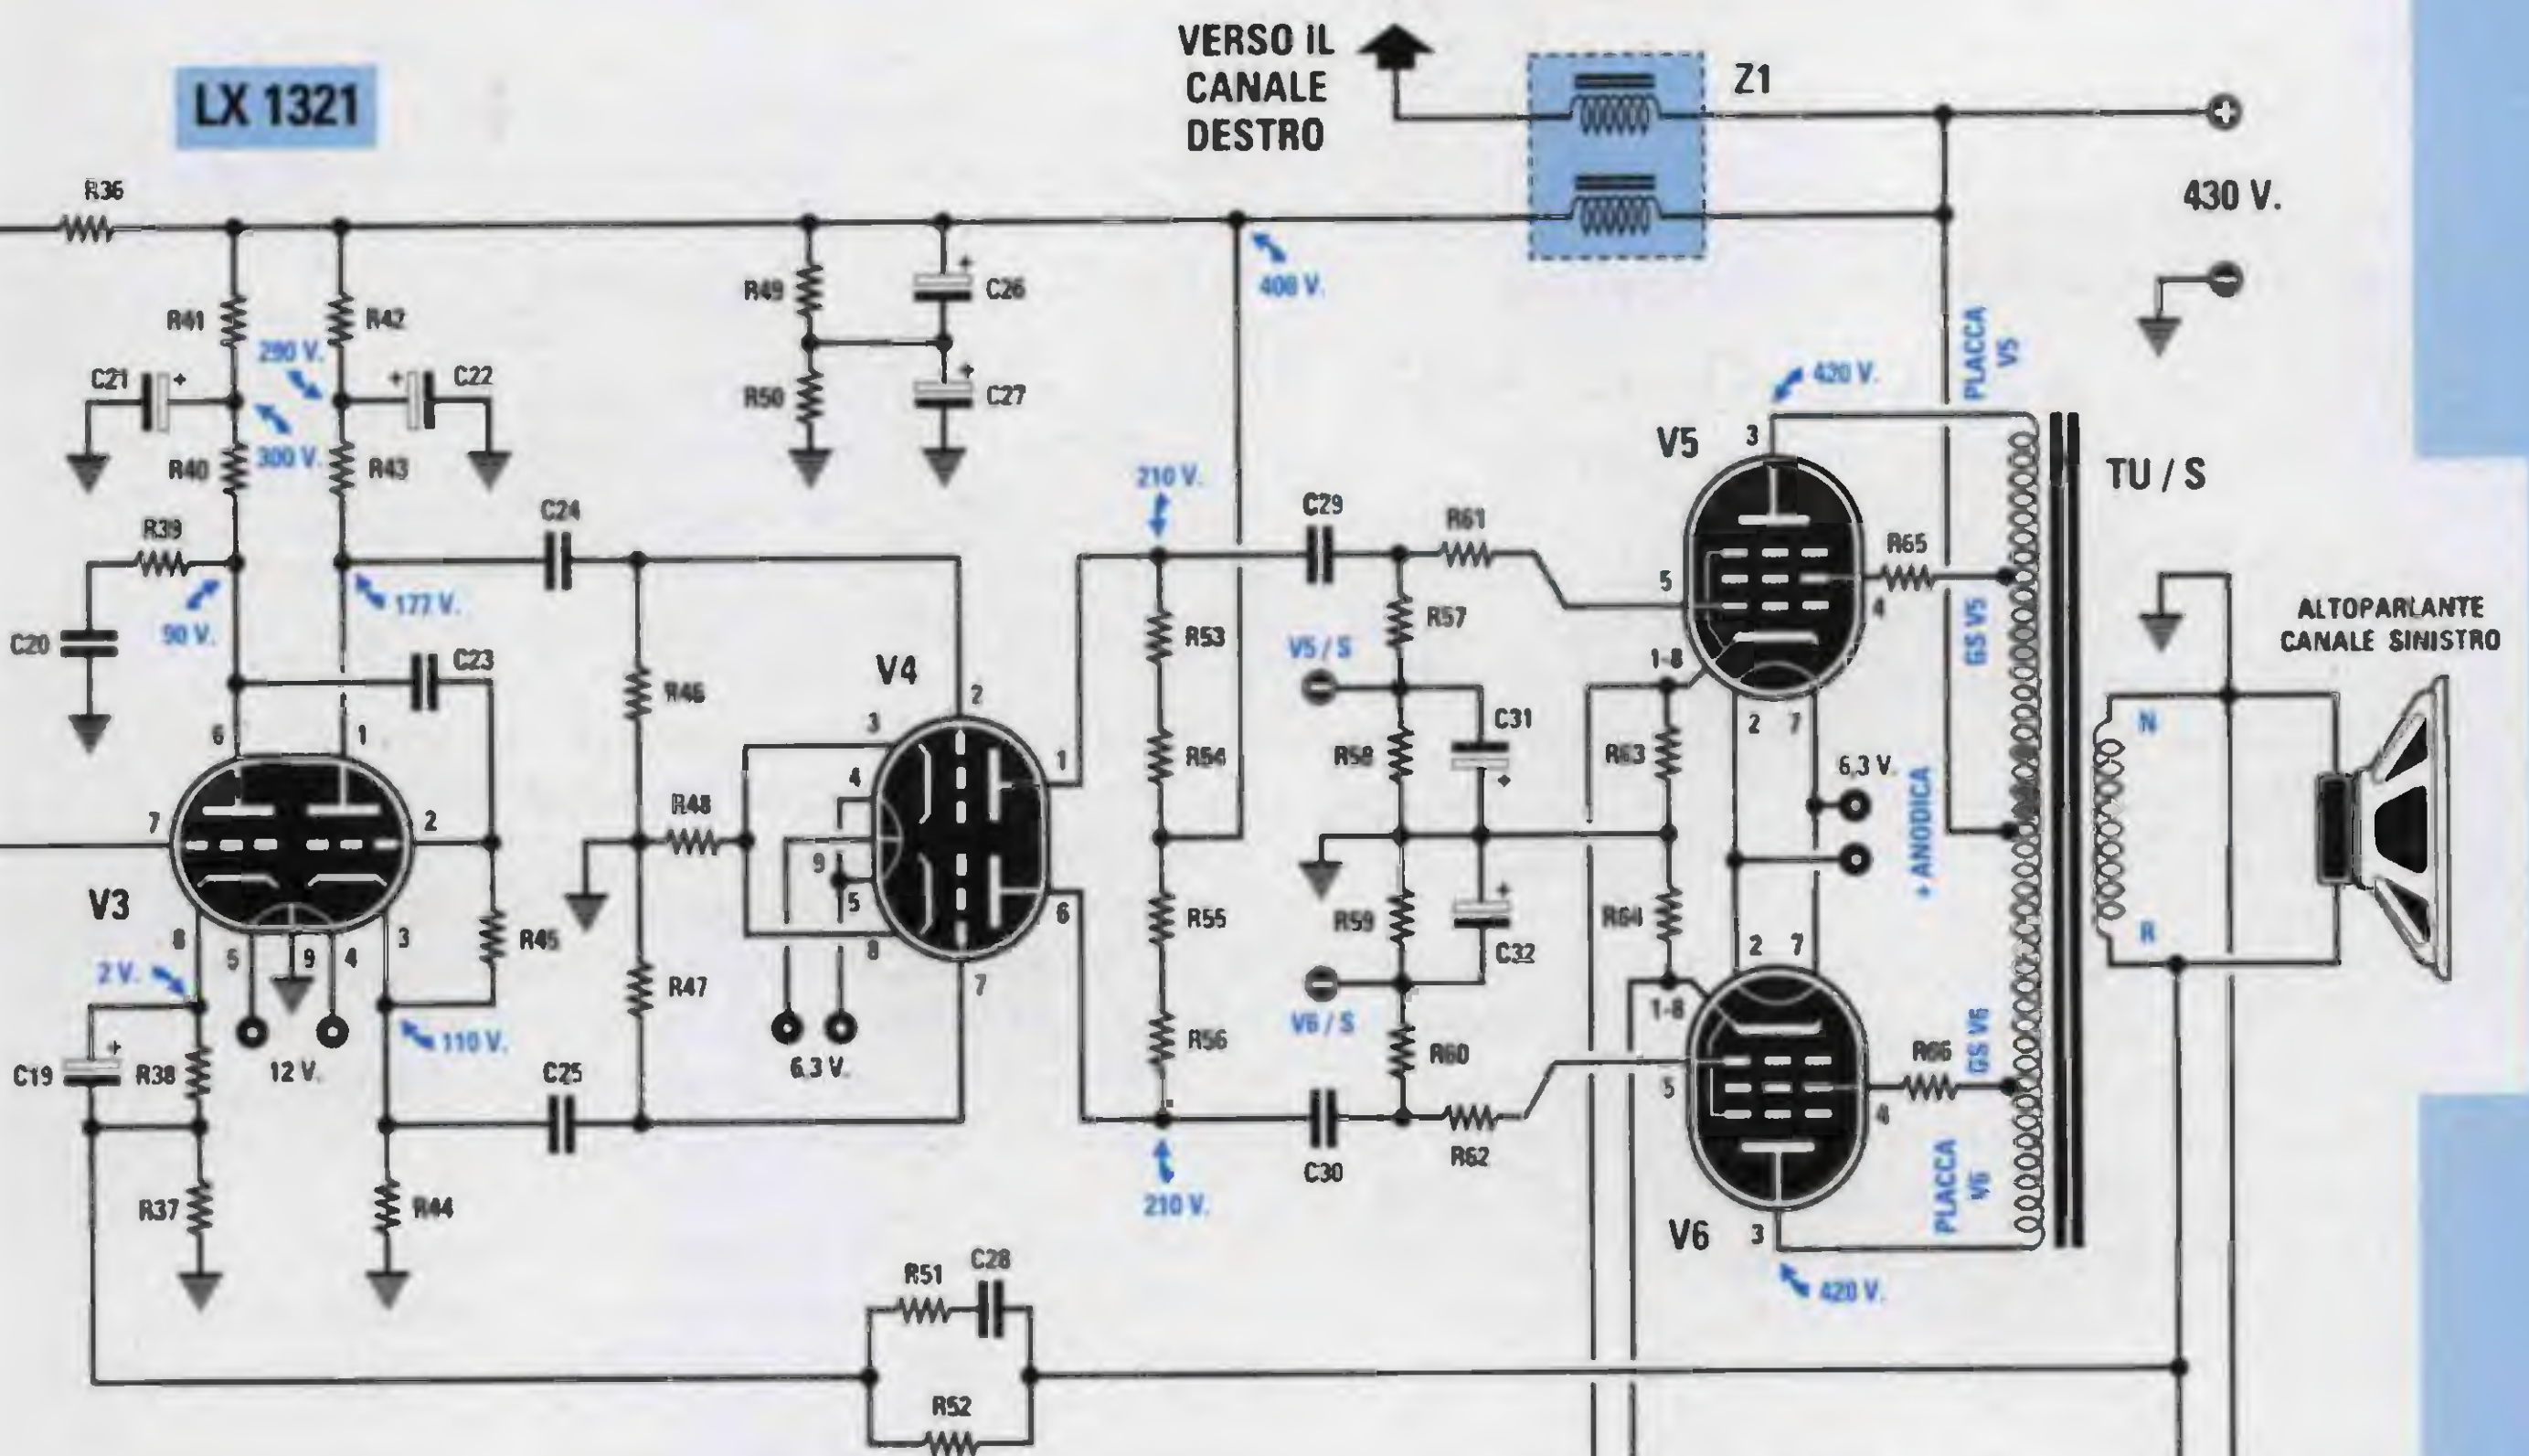 VERSO IL
CANALE
DESTRO
Z1
LX 1321
430 V.
R36
R41
R42
R49
C26
408 V.
290 V.
C21
+
+
C22
R50
C27
+
+
420 V.
PLACCA
V5
R40
300 V.
R43
V5
3
TU / S
210 V.
R39
C24
C29
R61
R65
5
4
90 V.
177 V.
C20
C23
R46
V4
R53
R57
V5 / S
GS V5
ALTOPARLANTE
CANALE SINISTRO
1-8
6
1
2
3
R54
R58
C31
+
R63
2
7
6,3 V.
N
1
4
R48
7
2
9
+ ANODICA
V3
5
6
R55
R59
+
C32
R64
8
5
9
4
3
R45
8
7
R47
2 V.
2
7
R
110 V.
V6 / S
1-8
C19
+
R38
12 V.
C25
6,3 V.
R56
R60
5
R66
GS V6
4
R37
R44
210 V.
C30
R62
PLACCA
V6
V6
3
420 V.
R51
C28
R52